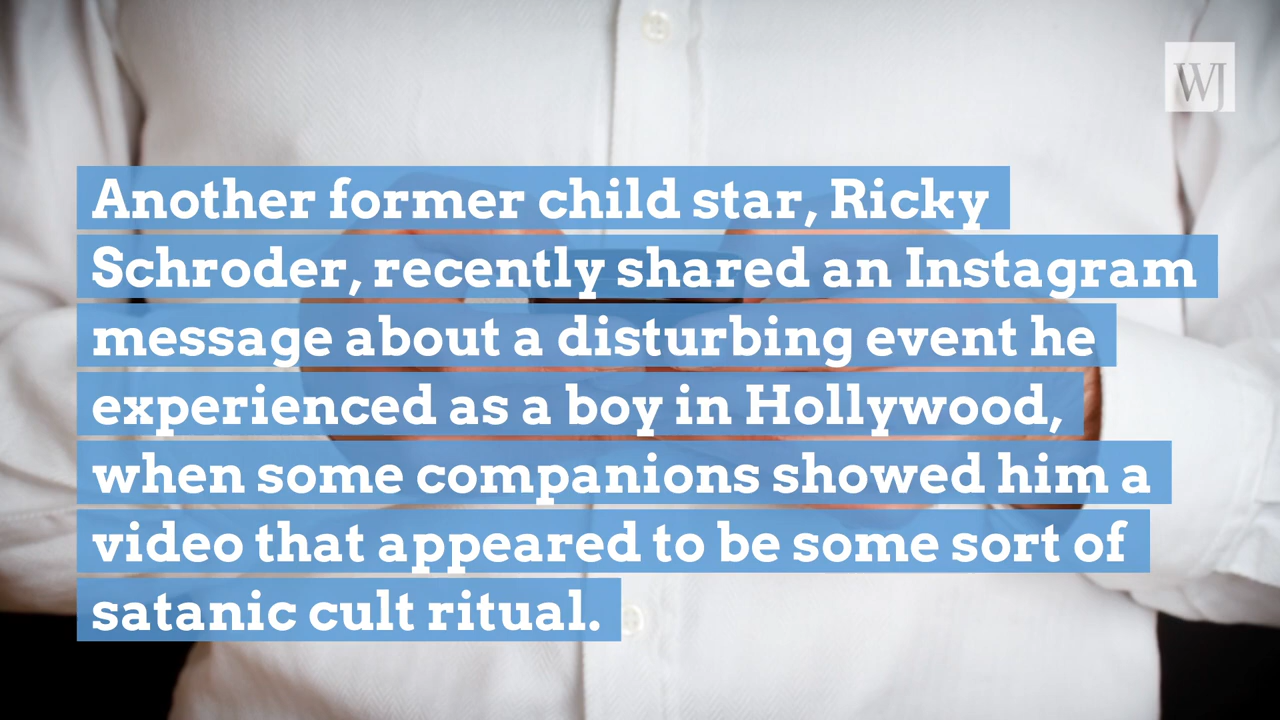 WJ
Another former child star, Ricky
Schroder, recently shared an Instagram
message about a disturbing event he
experienced as a boy in Hollywood,
when some companions showed him a
video that appeared to be some sort of
satanic cult ritual.